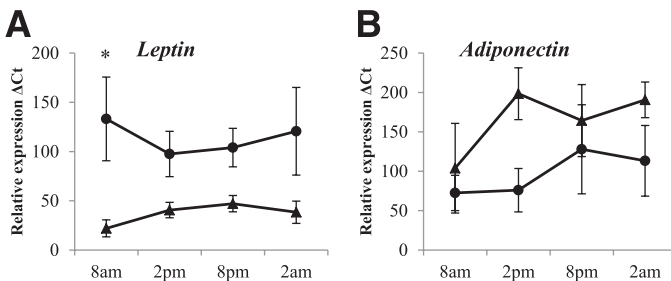 A
Leptin
*
Relative expression ΔCt
200
150
100
50
0
8am 2pm 8pm 2am
B
Adiponectin
Relative expression ΔCt
250
200
150
100
50
0
8am 2pm 8pm 2am